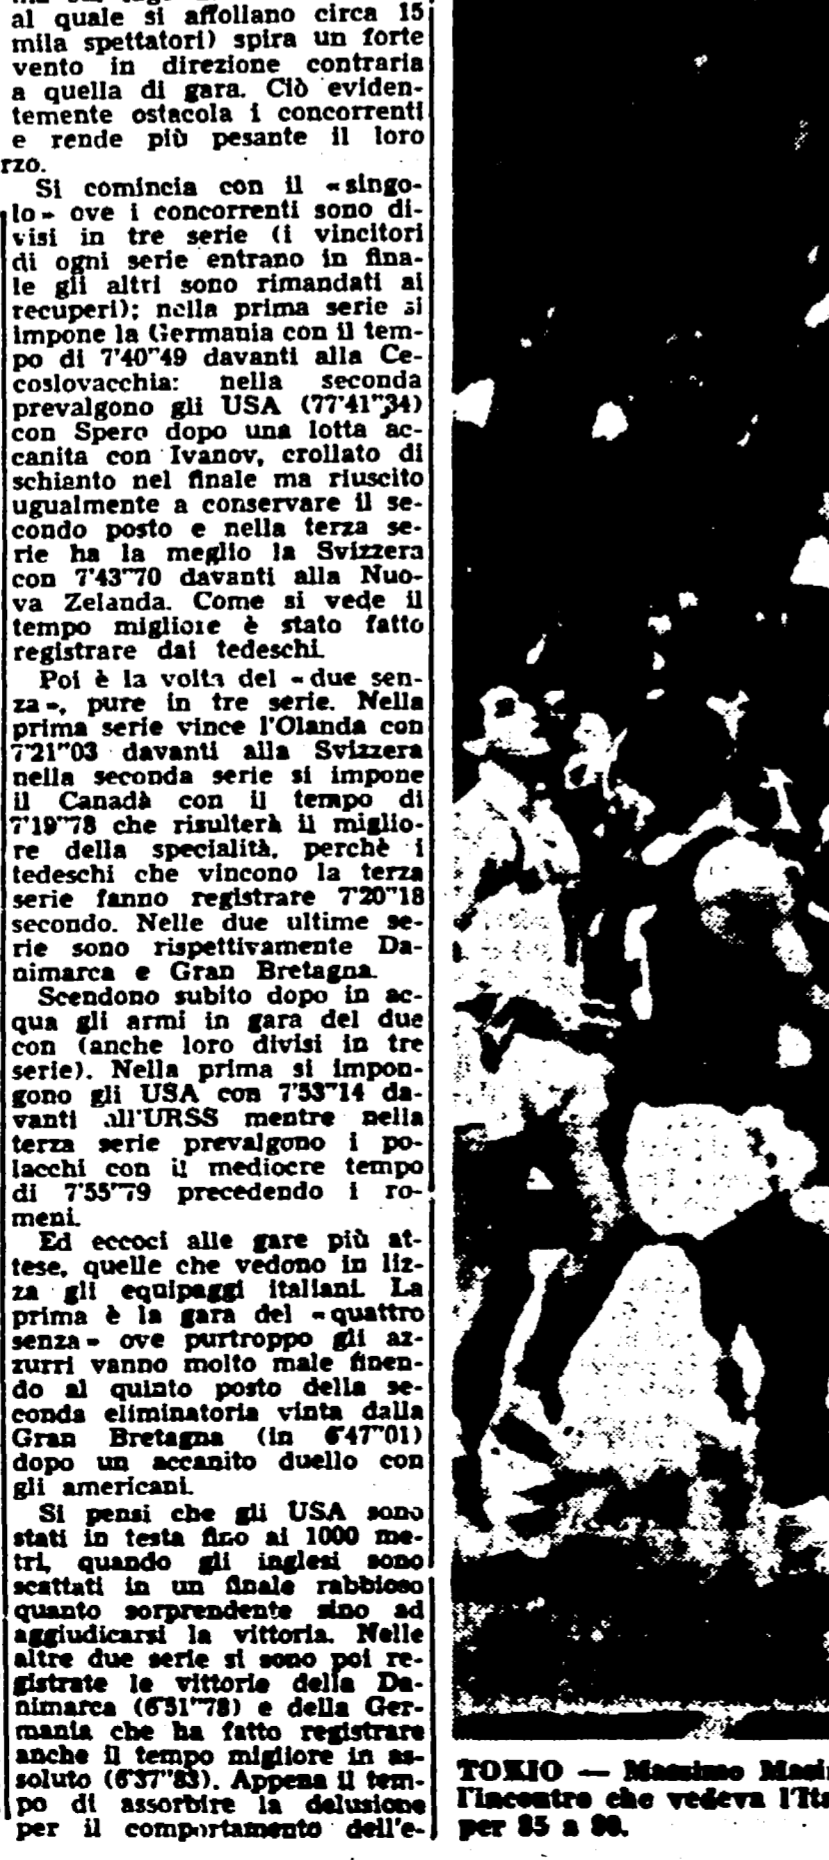 al quale si affollano circa 15
mila spettatori) spira un forte
vento in direzione contraria
a quella di gara. Ciò eviden-
temente ostacola i concorrenti
e rende più pesante il loro
rzo.
Si comincia con il «singo-
lo» ove i concorrenti sono di-
visi in tre serie (i vincitori
di ogni serie entrano in fina-
le gli altri sono rimandati ai
recuperi); nella prima serie si
impone la Germania con il tem-
po di 7'40"49 davanti alla Ce-
coslovacchia: nella seconda
prevalgono gli USA (77'41"34)
con Spero dopo una lotta ac-
canita con Ivanov, crollato di
schianto nel finale ma riuscito
ugualmente a conservare il se-
condo posto e nella terza se-
rie ha la meglio la Svizzera
con 7'43"70 davanti alla Nuo-
va Zelanda. Come si vede il
tempo migliore è stato fatto
registrare dai tedeschi.
Poi è la volta del «due sen-
za», pure in tre serie. Nella
prima serie vince l'Olanda con
7'21"03 davanti alla Svizzera
nella seconda serie si impone
il Canadà con il tempo di
7'19"78 che risulterà il miglio-
re della specialità, perchè i
tedeschi che vincono la terza
serie fanno registrare 7'20"18
secondo. Nelle due ultime se-
rie sono rispettivamente Da-
nimarca e Gran Bretagna.
Scendono subito dopo in ac-
qua gli armi in gara del due
con (anche loro divisi in tre
serie). Nella prima si impon-
gono gli USA con 7'53"14 da-
vanti all'URSS mentre nella
terza serie prevalgono i po-
lacchi con il mediocre tempo
di 7'55"79 precedendo i ro-
meni.
Ed eccoci alle gare più at-
tese, quelle che vedono in liz-
za gli equipaggi italiani. La
prima è la gara del «quattro
senza» ove purtroppo gli az-
zurri vanno molto male finen-
do al quinto posto della se-
conda eliminatoria vinta dalla
Gran Bretagna (in 6'47"01)
dopo un accanito duello con
gli americani.
Si pensi che gli USA sono
stati in testa fino ai 1000 me-
tri, quando gli inglesi sono
scattati in un finale rabbioso
quanto sorprendente sino ad
aggiudicarsi la vittoria. Nelle
altre due serie si sono poi re-
gistrate le vittorie della Da-
nimarca (6'51"78) e della Ger-
mania che ha fatto registrare
anche il tempo migliore in as-
soluto (6'37"83). Appena il tem-
po di assorbire la delusione
per il comportamento dell'e-
TOKIO — Massimo
l'incontro che vedeva
per 85 a 90.